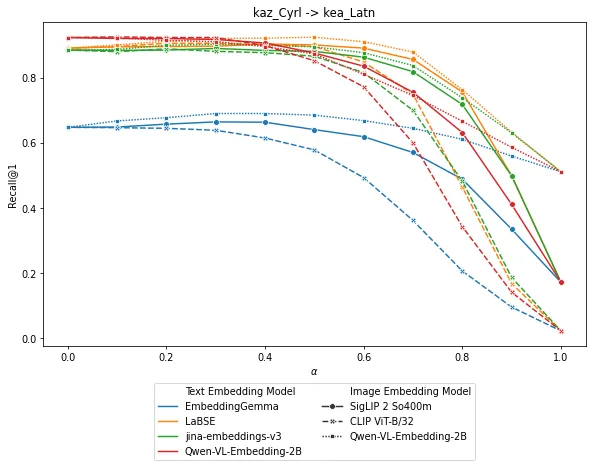 kaz_Cyrl -> kea_Latn
Recall@1
0.8
0.6
0.4
0.2
0.0
0.0 0.2 0.4 0.6 0.8 1.0
α
Text Embedding Model
EmbeddingGemma
LaBSE
jina-embeddings-v3
Qwen-VL-Embedding-2B
Image Embedding Model
SigLIP 2 So400m
CLIP ViT-B/32
Qwen-VL-Embedding-2B